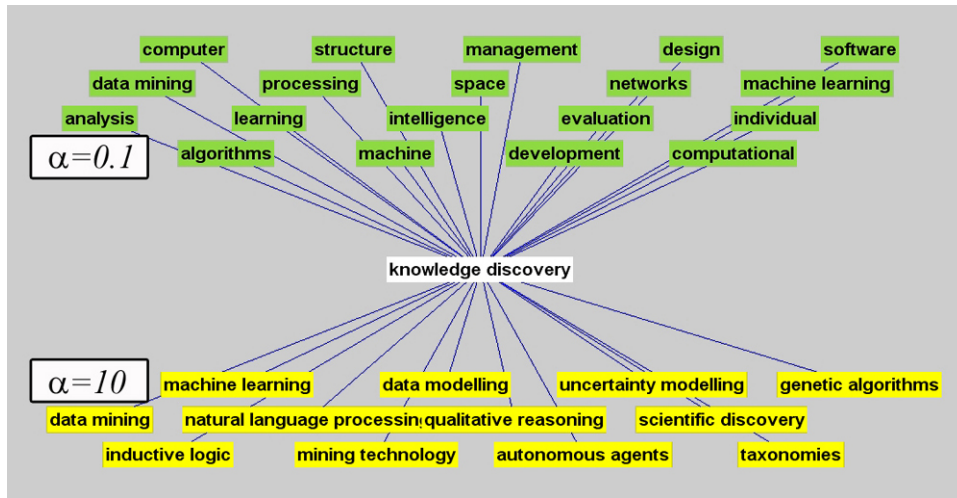 computer structure management design software
data mining processing space networks machine learning
analysis learning intelligence evaluation individual
α=0.1
algorithms machine development computational
knowledge discovery
α=10
machine learning data modelling uncertainty modelling genetic algorithms
data mining natural language processing qualitative reasoning scientific discovery
inductive logic mining technology autonomous agents taxonomies